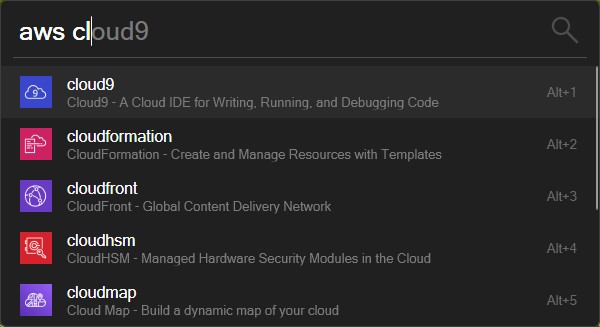 aws cloud9
cloud9
Cloud9 - A Cloud IDE for Writing, Running, and Debugging Code
Alt+1
cloudformation
CloudFormation - Create and Manage Resources with Templates
Alt+2
cloudfront
CloudFront - Global Content Delivery Network
Alt+3
cloudhsm
CloudHSM - Managed Hardware Security Modules in the Cloud
Alt+4
cloudmap
Cloud Map - Build a dynamic map of your cloud
Alt+5